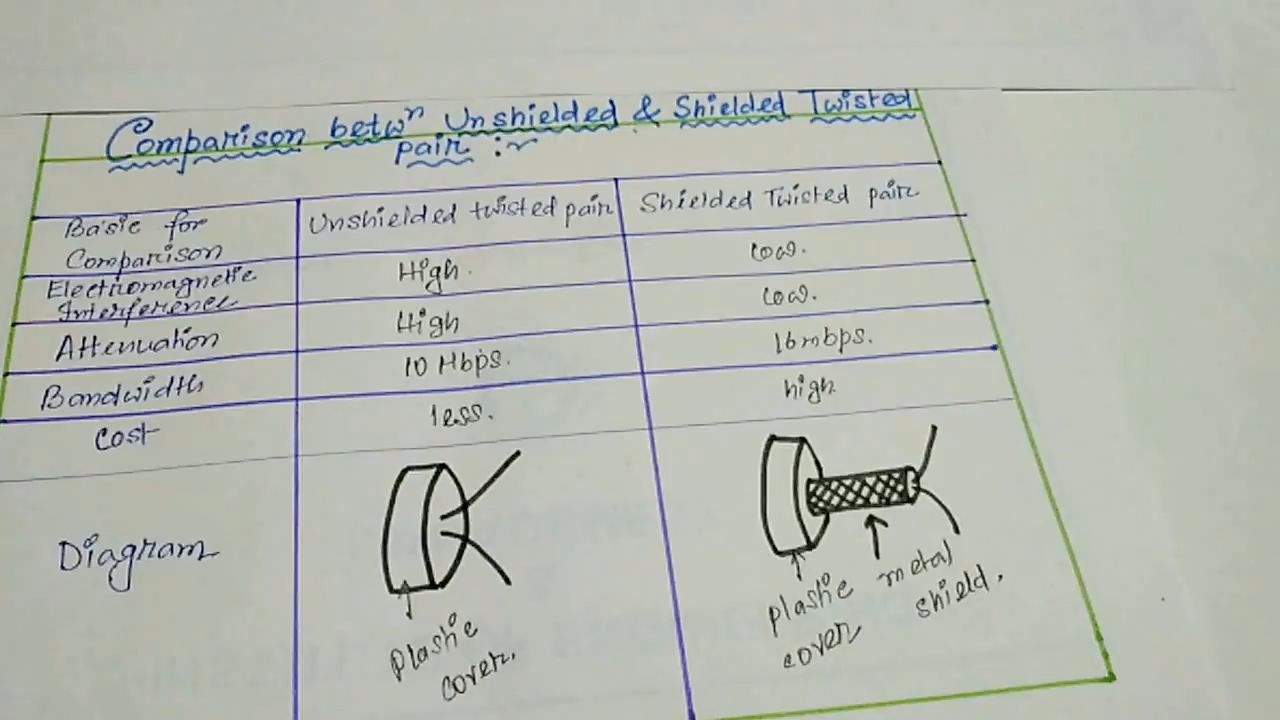 Comparison betwn Unshielded & Shielded Twisted
pair :~
Basic for
Comparison
Unshielded twisted pair
Shielded Twisted pair
Electromagnetic
Interference
High.
Low.
Attenuation
High
Low.
Bandwidth
10 Mbps.
16mbps.
Cost
less.
high
Diagram
Plastic
cover.
plastic
cover
metal
shield.